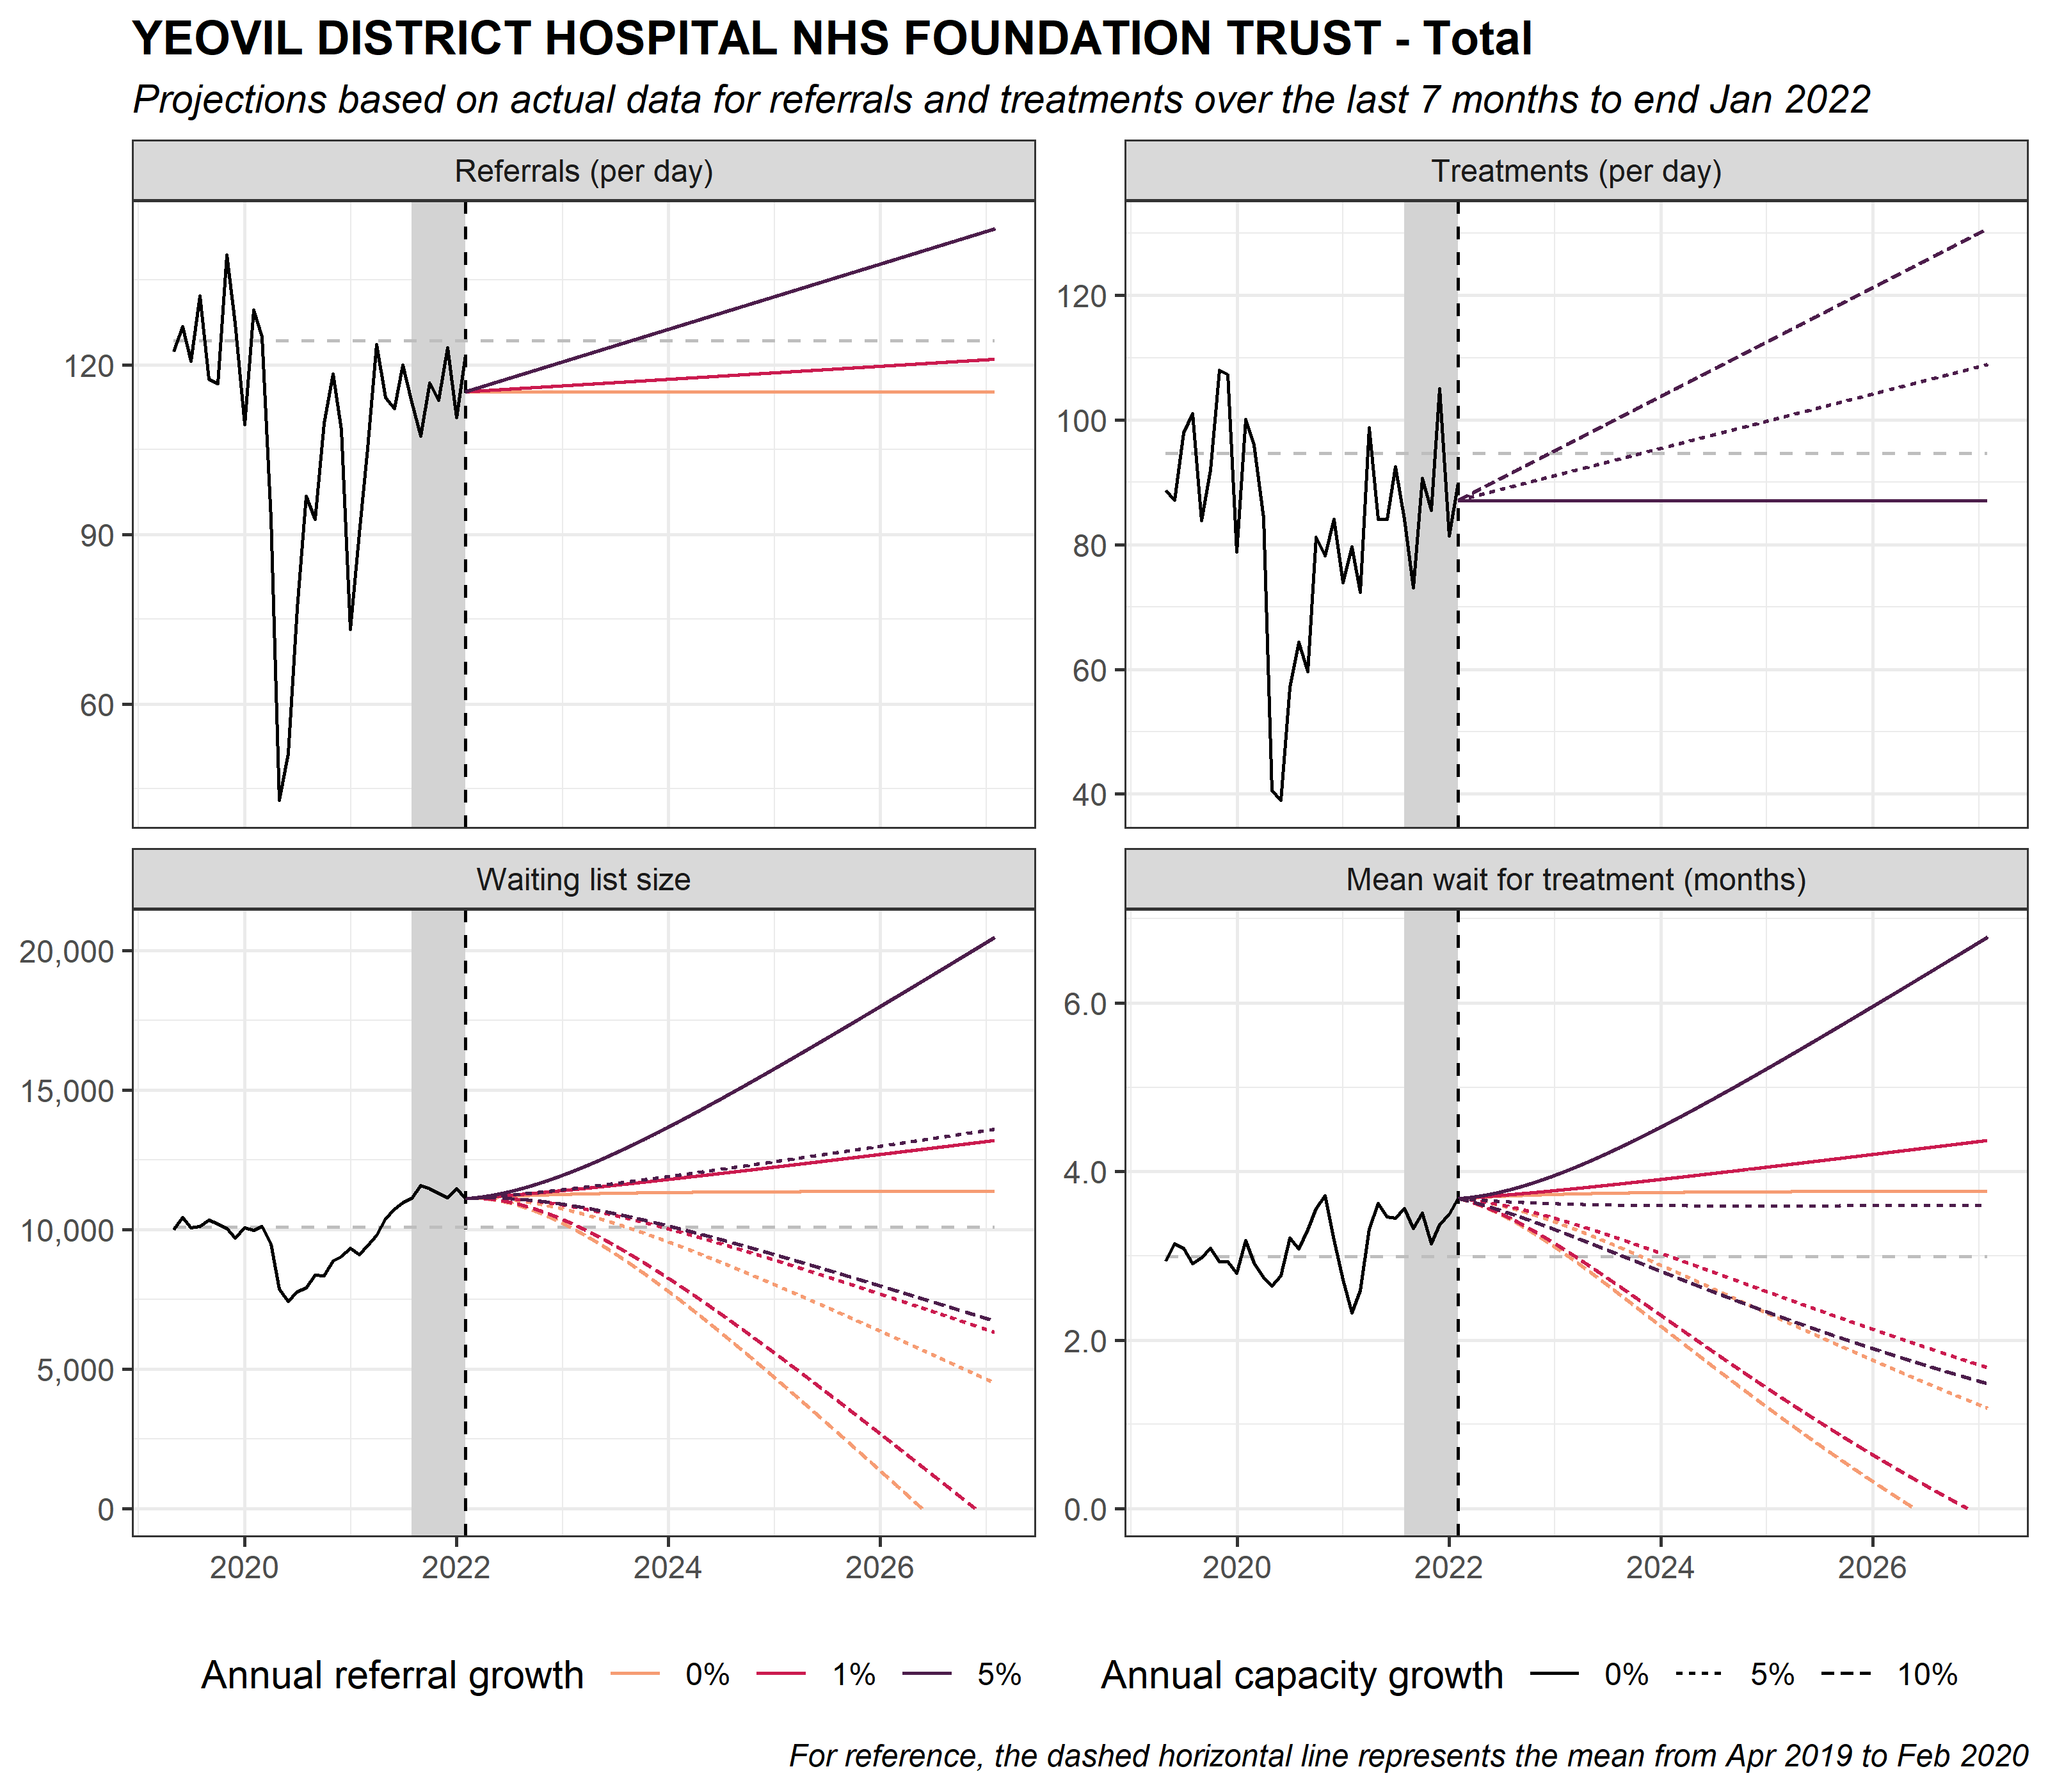 YEOVIL DISTRICT HOSPITAL NHS FOUNDATION TRUST - Total
Projections based on actual data for referrals and treatments over the last 7 months to end Jan 2022
Referrals (per day)
120
90
60
Treatments (per day)
120
100
80
60
40
Waiting list size
20,000
15,000
10,000
5,000
0
2020 2022 2024 2026
Mean wait for treatment (months)
6.0
4.0
2.0
0.0
2020 2022 2024 2026
Annual referral growth 0% 1% 5%
Annual capacity growth 0% 5% 10%
For reference, the dashed horizontal line represents the mean from Apr 2019 to Feb 2020